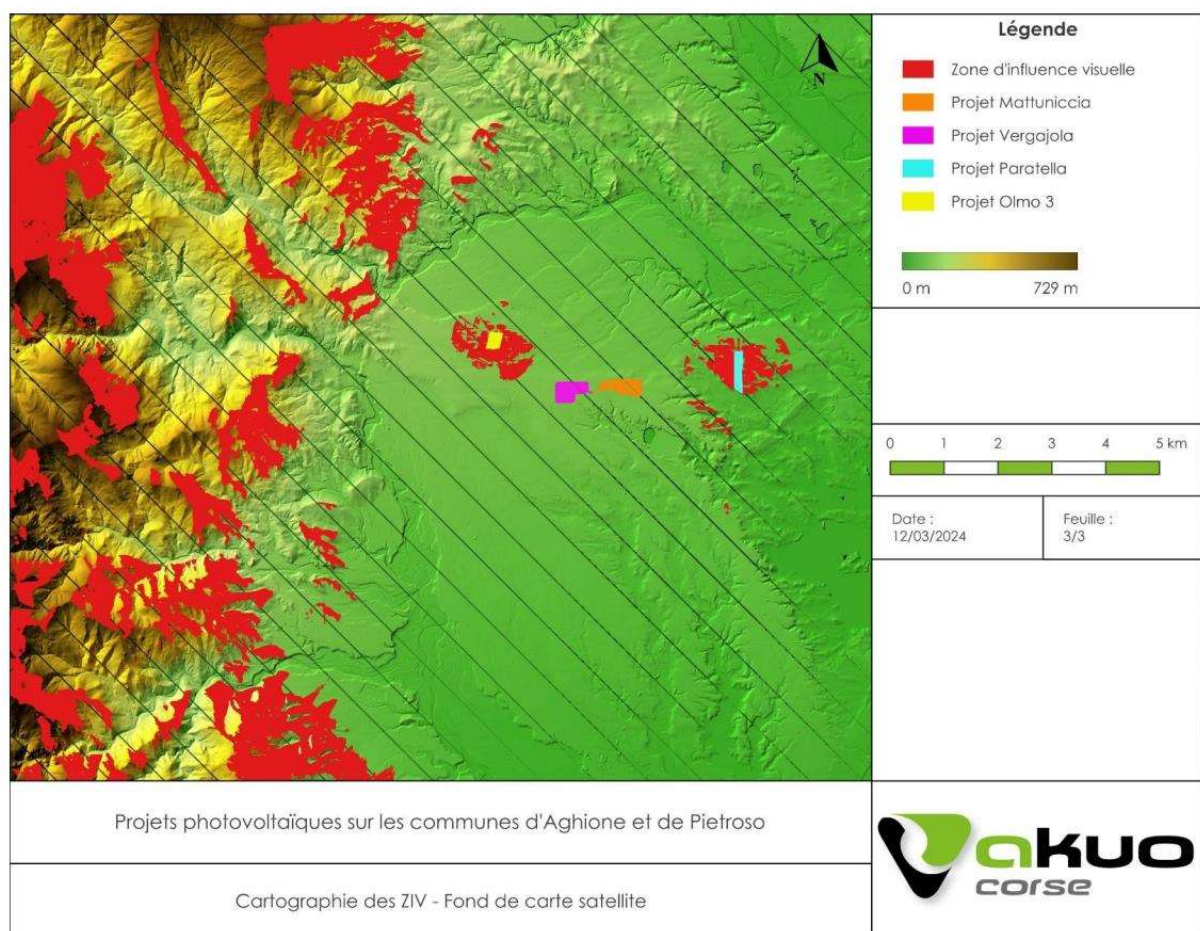 Légende
Zone d'influence visuelle
Projet Mattuniccia
Projet Vergajola
Projet Paratella
Projet Olmo 3
0 m 729 m
N
0 1 2 3 4 5 km
Date :
12/03/2024
Feuille :
3/3
Projets photovoltaïques sur les communes d'Aghione et de Pietroso
Cartographie des ZIV - Fond de carte satellite
akuo
corse